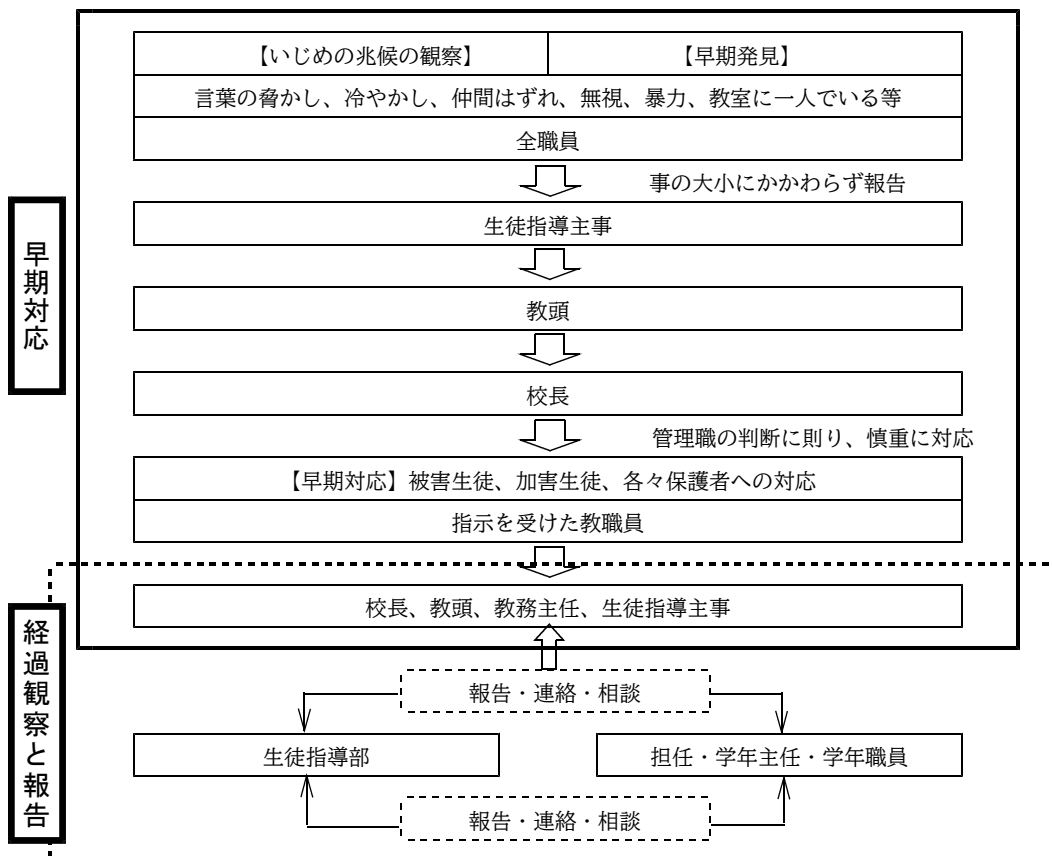 【いじめの兆候の観察】
【早期発見】
言葉の脅かし、冷やかし、仲間はずれ、無視、暴力、教室に一人でいる等
全職員
事の大小にかかわらず報告
早期対応
生徒指導主事
教頭
校長
管理職の判断に則り、慎重に対応
【早期対応】被害生徒、加害生徒、各々保護者への対応
指示を受けた教職員
経過観察と報告
校長、教頭、教務主任、生徒指導主事
報告・連絡・相談
生徒指導部
担任・学年主任・学年職員
報告・連絡・相談